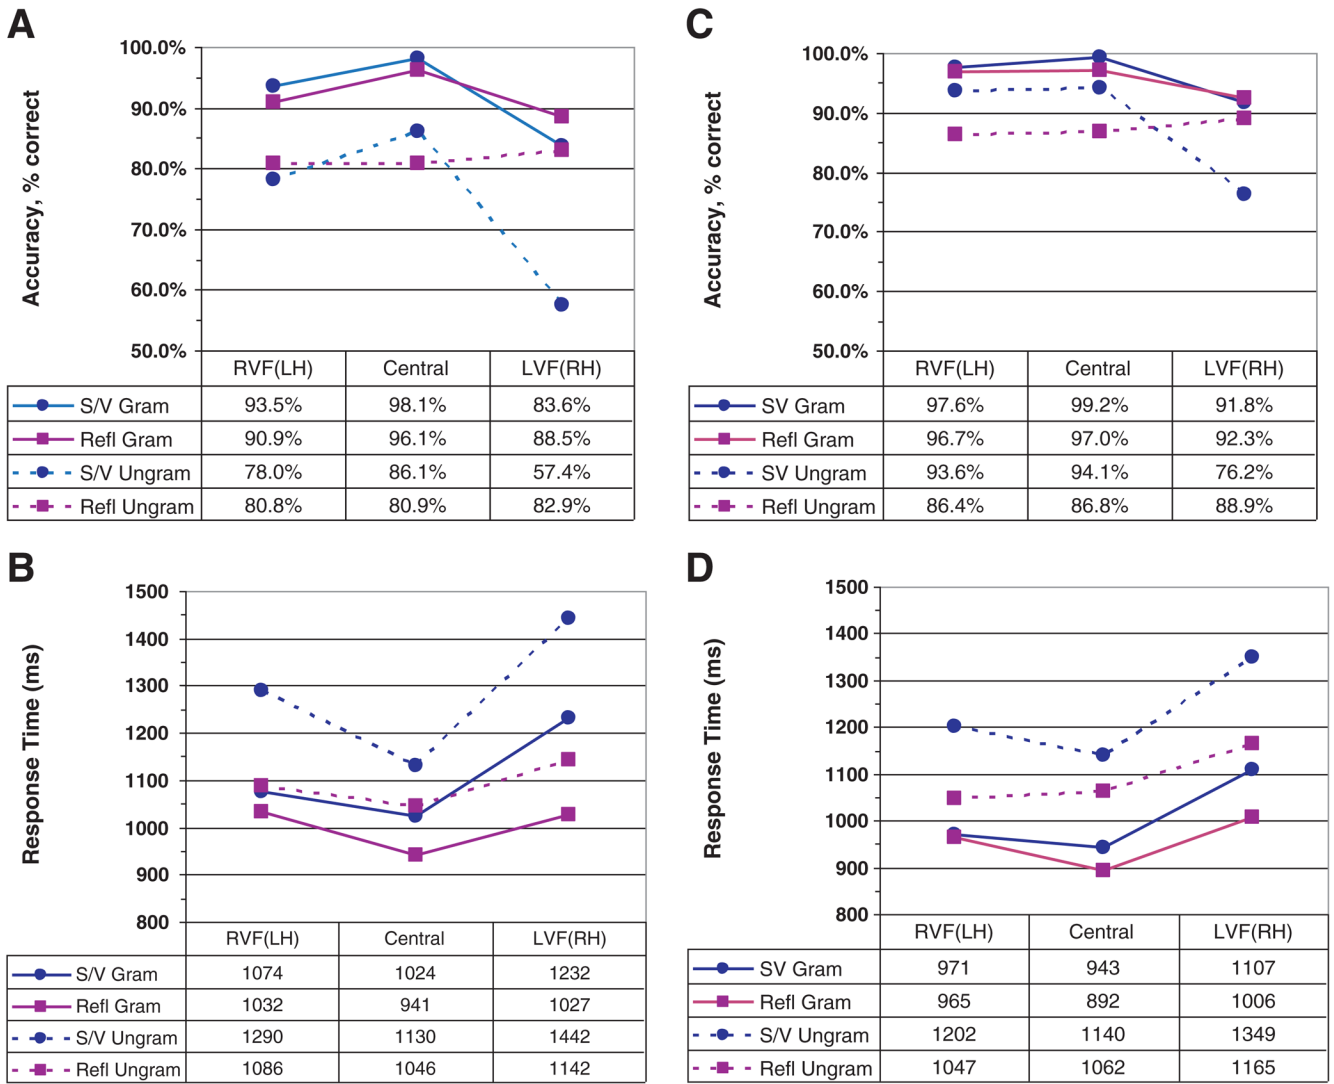 A
Accuracy, % correct
100.0%
90.0%
80.0%
70.0%
60.0%
50.0%
RVF(LH) Central LVF(RH)
S/V Gram 93.5% 98.1% 83.6%
Refl Gram 90.9% 96.1% 88.5%
S/V Ungram 78.0% 86.1% 57.4%
Refl Ungram 80.8% 80.9% 82.9%
C
Accuracy, % correct
100.0%
90.0%
80.0%
70.0%
60.0%
50.0%
RVF(LH) Central LVF(RH)
SV Gram 97.6% 99.2% 91.8%
Refl Gram 96.7% 97.0% 92.3%
SV Ungram 93.6% 94.1% 76.2%
Refl Ungram 86.4% 86.8% 88.9%
B
Response Time (ms)
1500
1400
1300
1200
1100
1000
900
800
RVF(LH) Central LVF(RH)
S/V Gram 1074 1024 1232
Refl Gram 1032 941 1027
S/V Ungram 1290 1130 1442
Refl Ungram 1086 1046 1142
D
Response Time (ms)
1500
1400
1300
1200
1100
1000
900
800
RVF(LH) Central LVF(RH)
SV Gram 971 943 1107
Refl Gram 965 892 1006
S/V Ungram 1202 1140 1349
Refl Ungram 1047 1062 1165